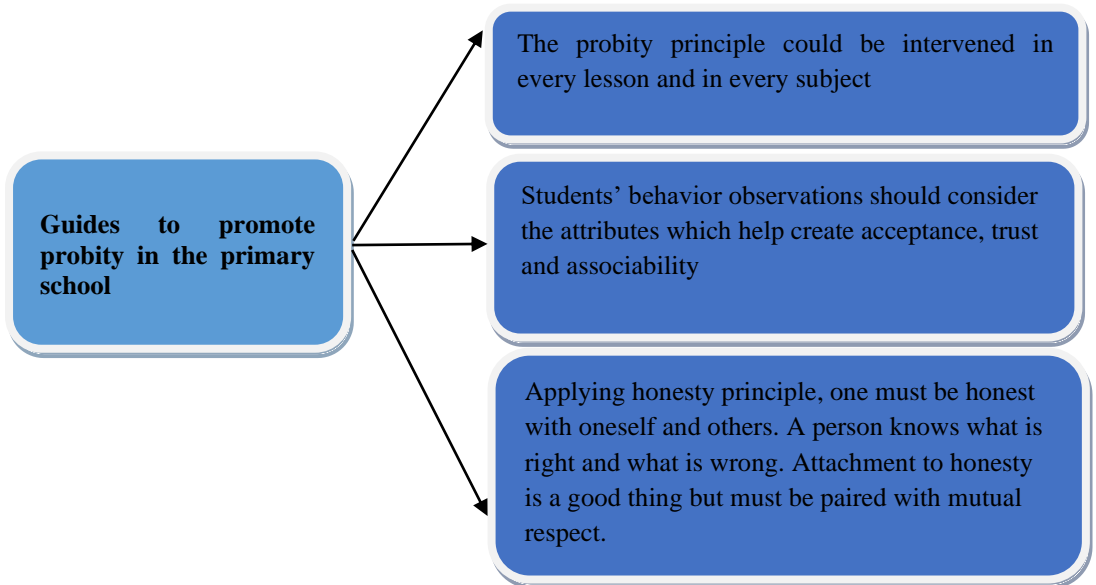 Guides to promote
probity in the primary
school
The probity principle could be intervened in
every lesson and in every subject
Students’ behavior observations should consider
the attributes which help create acceptance, trust
and associability
Applying honesty principle, one must be honest
with oneself and others. A person knows what is
right and what is wrong. Attachment to honesty
is a good thing but must be paired with mutual
respect.